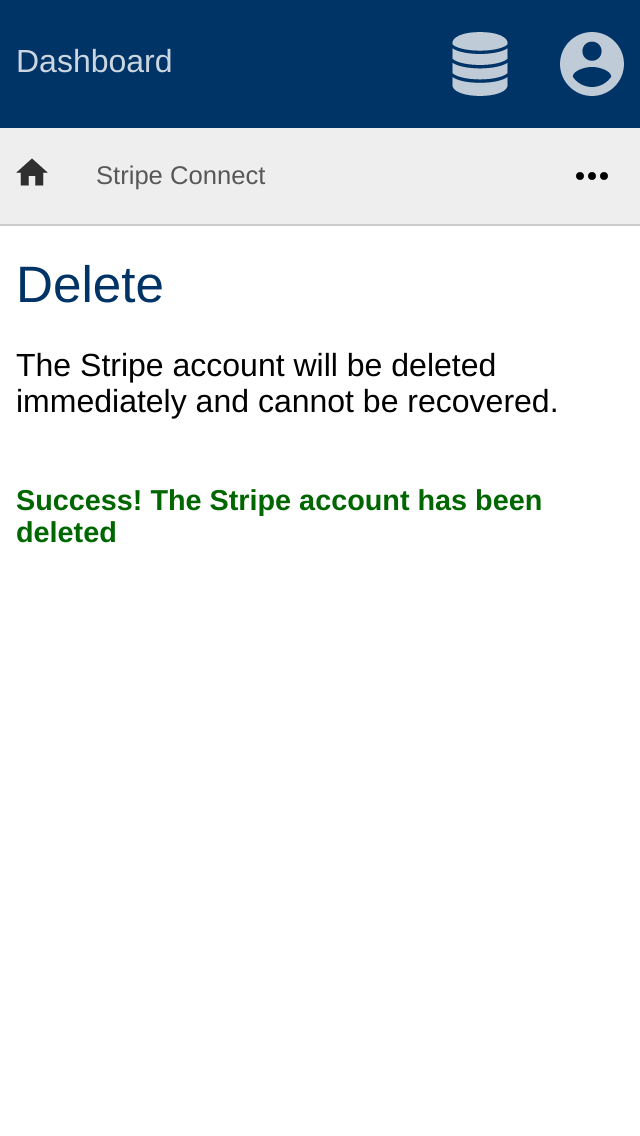 Dashboard
Stripe Connect
Delete
The Stripe account will be deleted
immediately and cannot be recovered.
Success! The Stripe account has been
deleted